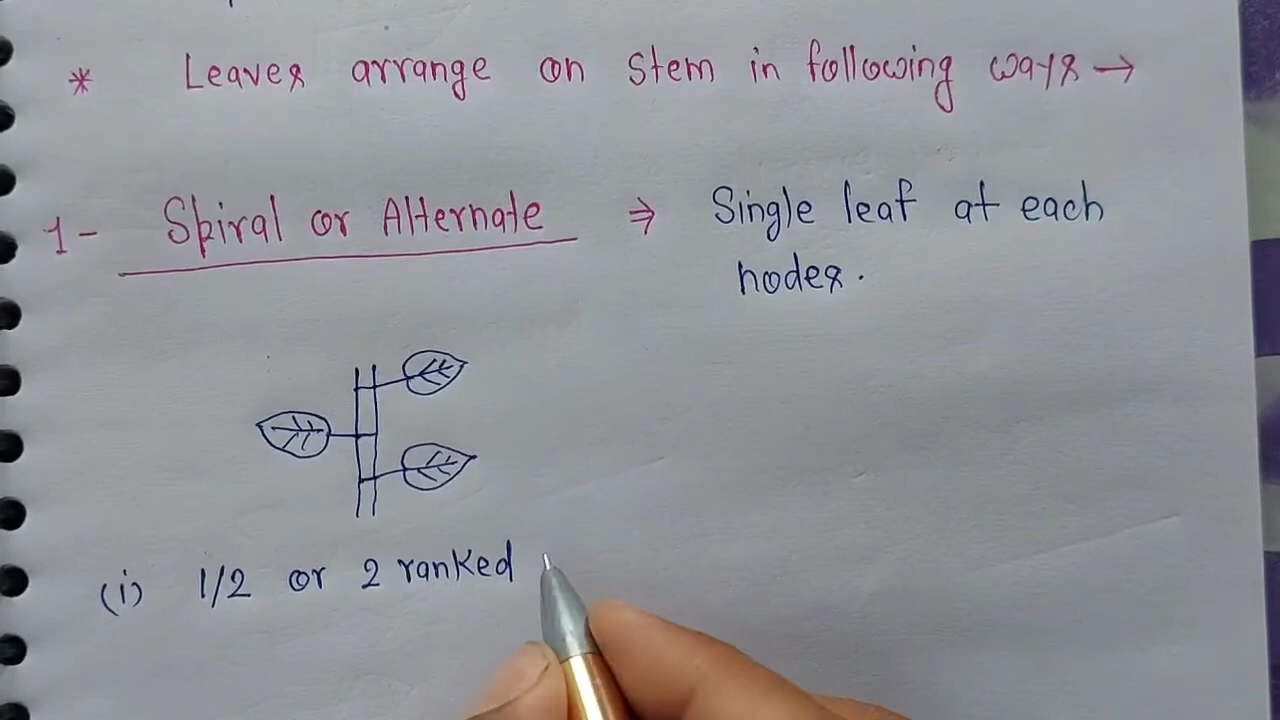 * Leaves arrange on stem in following ways →
1- Spiral or Alternate ⇒ Single leaf at each
nodes.
(i) 1/2 or 2 ranked